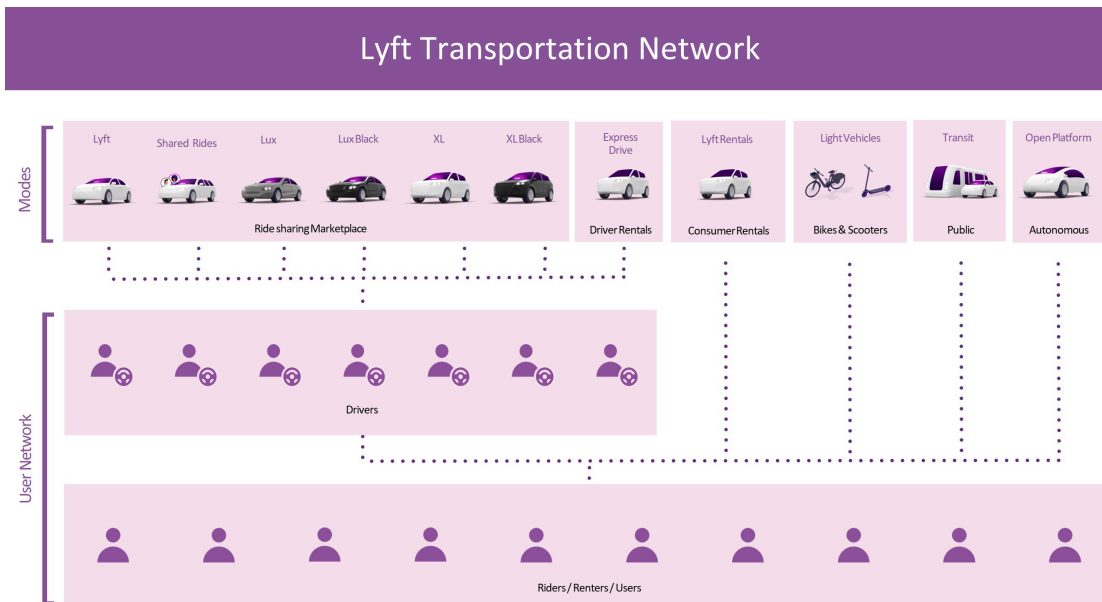 Lyft Transportation Network
Modes
Lyft
Shared Rides
Lux
Lux Black
XL
XL Black
Ride sharing Marketplace
Express
Drive
Driver Rentals
Lyft Rentals
Consumer Rentals
Light Vehicles
Bikes & Scooters
Transit
Public
Open Platform
Autonomous
User Network
Drivers
Riders / Renters / Users